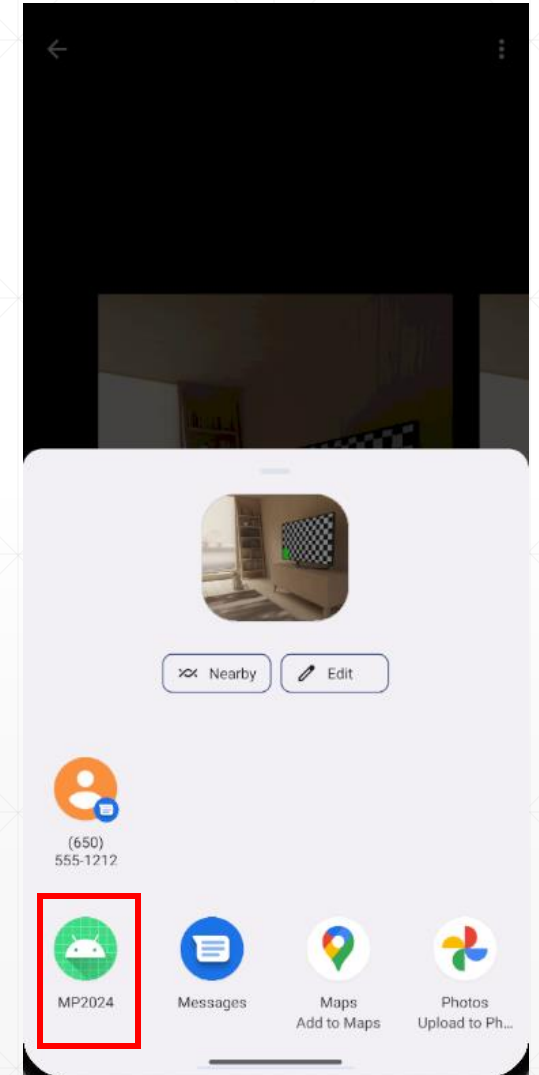 Nearby
Edit
(650)
555-1212
MP2024
Messages
Maps
Add to Maps
Photos
Upload to Ph...